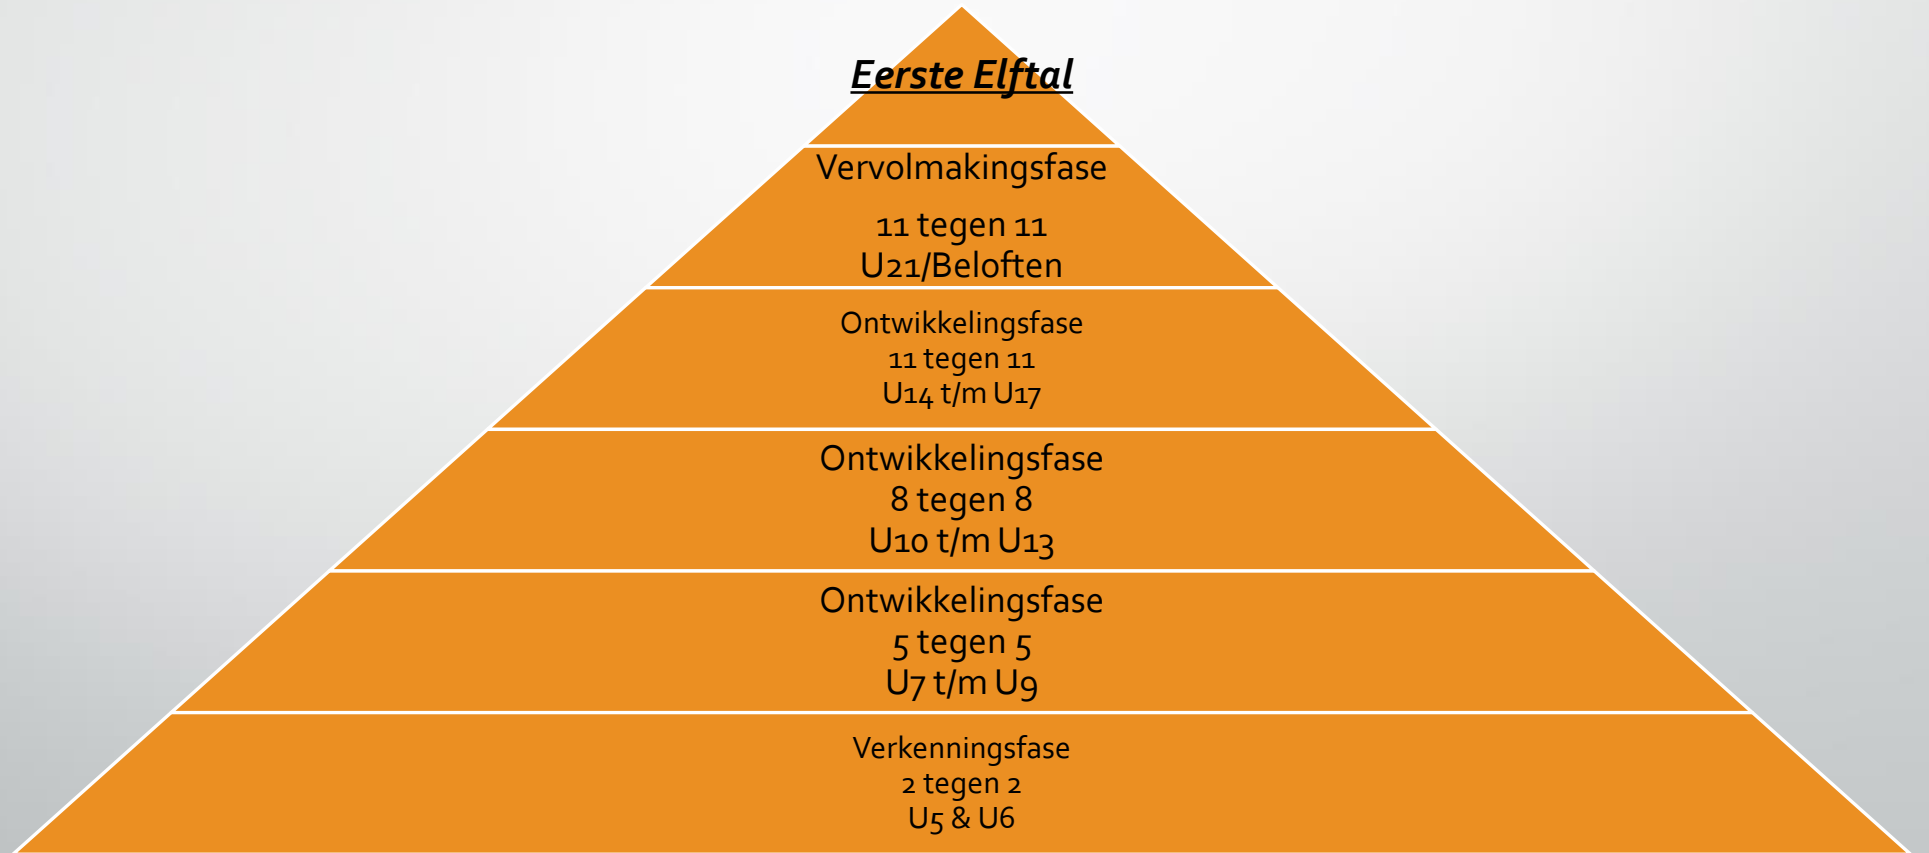 Eerste Elftal
Vervolmakingsfase
11 tegen 11
U21/Beloften
Ontwikkelingsfase
11 tegen 11
U14 t/m U17
Ontwikkelingsfase
8 tegen 8
U10 t/m U13
Ontwikkelingsfase
5 tegen 5
U7 t/m U9
Verkenningsfase
2 tegen 2
U5 & U6